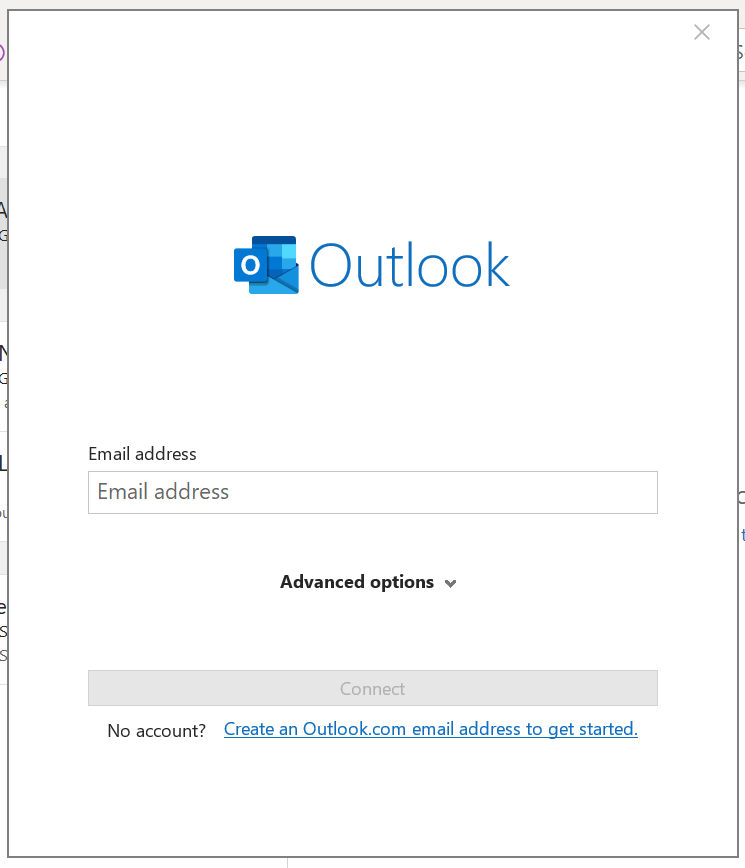 O Outlook
Email address
Email address
Advanced options
Connect
No account? Create an Outlook.com email address to get started.